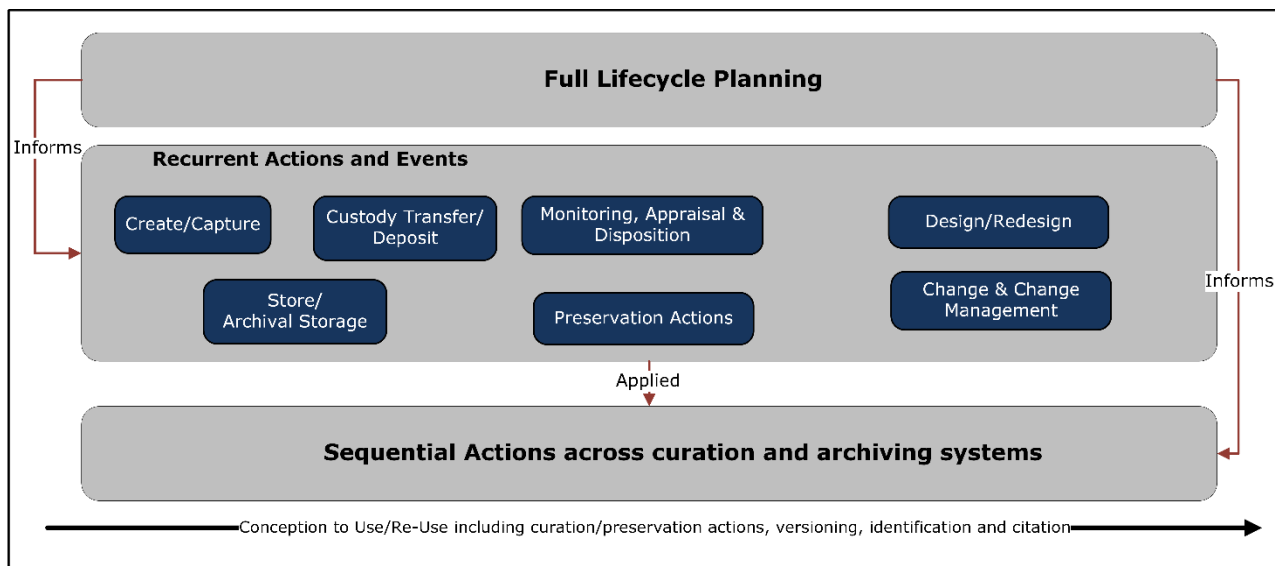 Full Lifecycle Planning
Informs
Recurrent Actions and Events
Create/Capture
Custody Transfer/
Deposit
Monitoring, Appraisal &
Disposition
Design/Redesign
Store/
Archival Storage
Preservation Actions
Change & Change
Management
Informs
Applied
Sequential Actions across curation and archiving systems
Conception to Use/Re-Use including curation/preservation actions, versioning, identification and citation